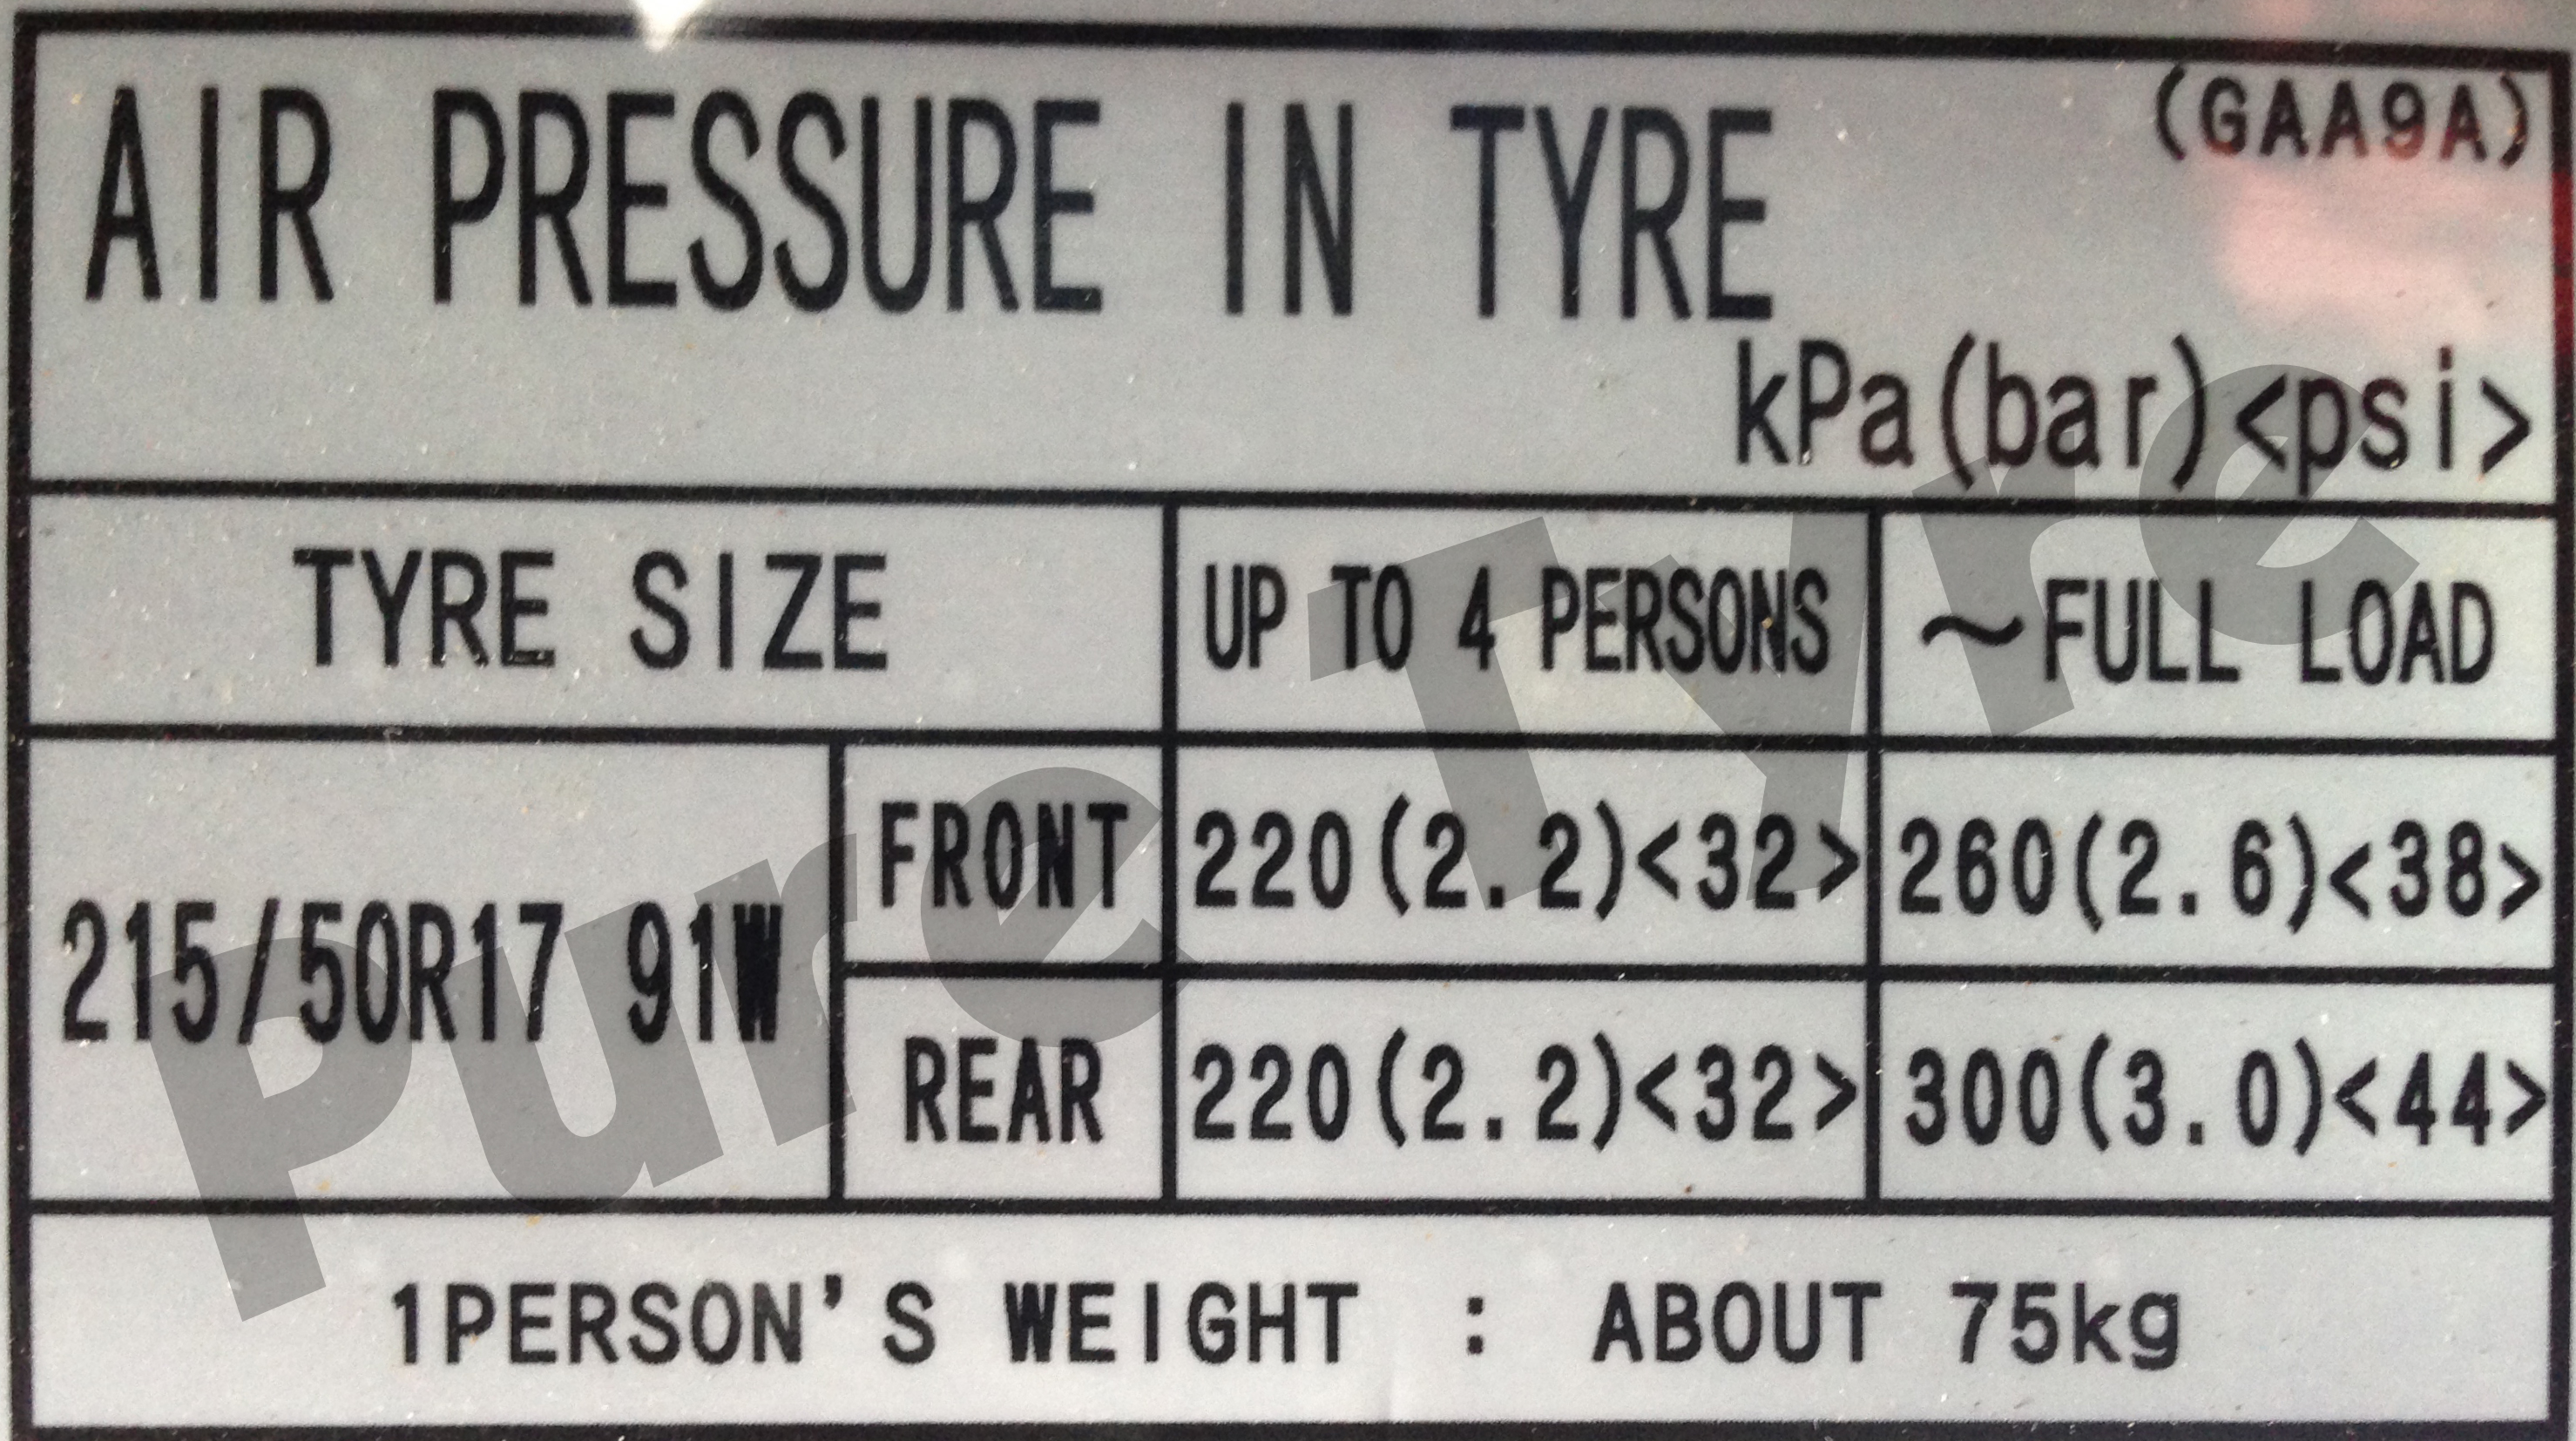 (GAA9A)
AIR PRESSURE IN TYRE
kPa(bar)<psi>
TYRE SIZE UP TO 4 PERSONS ~FULL LOAD
215/50R17 91W
FRONT 220(2.2)<32> 260(2.6)<38>
REAR 220(2.2)<32> 300(3.0)<44>
1PERSON'S WEIGHT : ABOUT 75kg
Pure Tyre